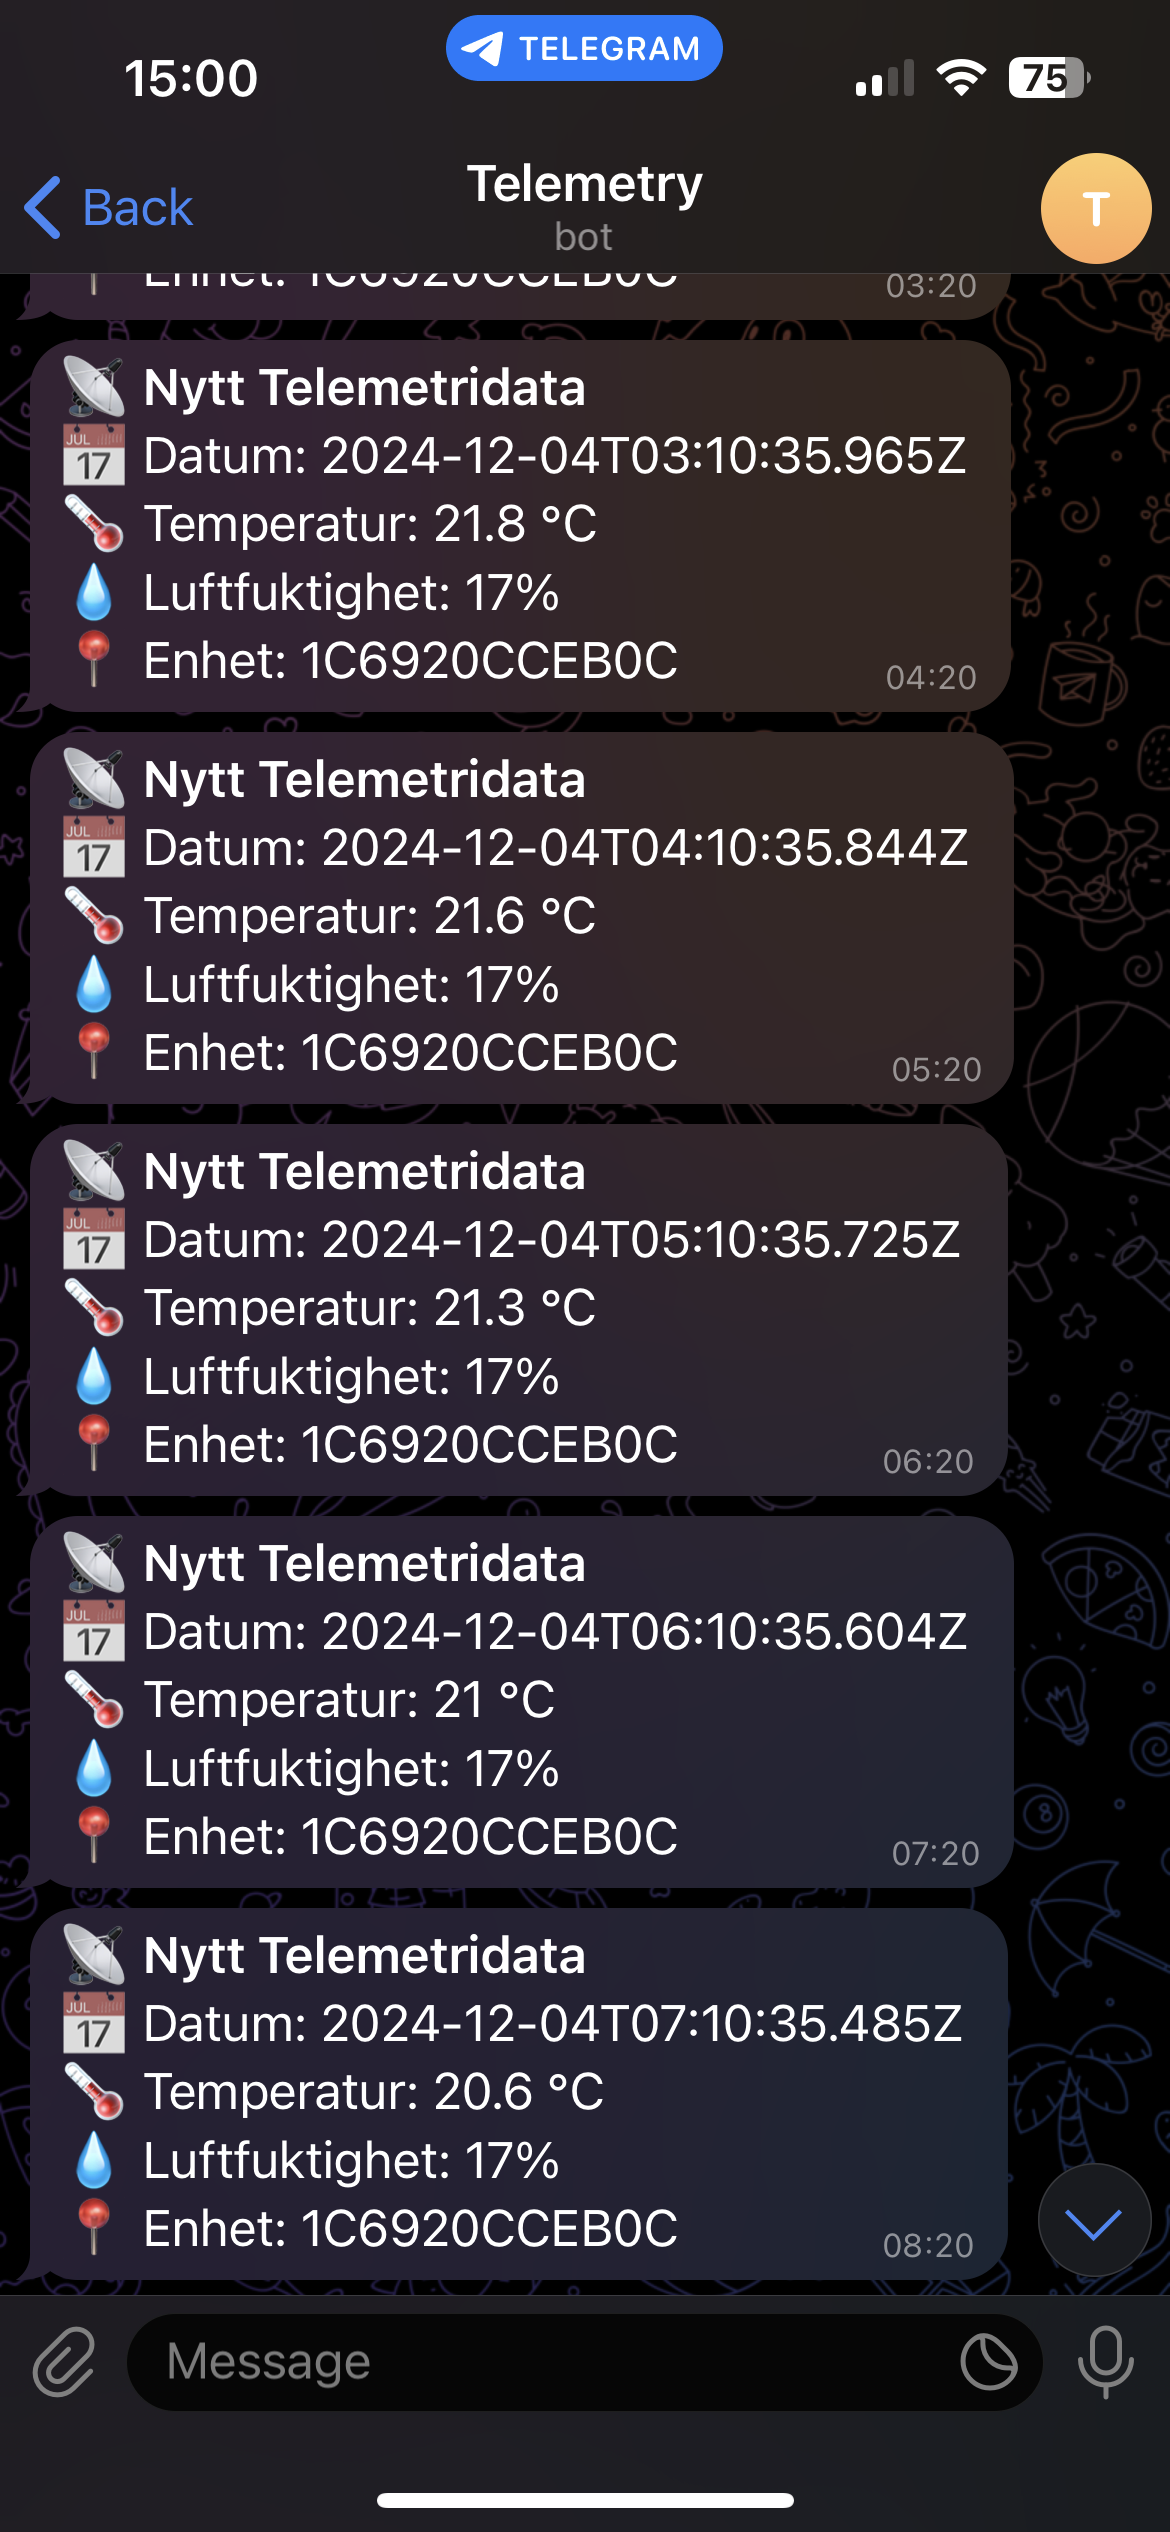 15:00
TELEGRAM
75
Back
Telemetry
bot
T
Enhet: 1C6920CCEB0C
03:20
Nytt Telemetridata
JUL 17 Datum: 2024-12-04T03:10:35.965Z
Temperatur: 21.8 °C
Luftfuktighet: 17%
Enhet: 1C6920CCEB0C
04:20
Nytt Telemetridata
JUL 17 Datum: 2024-12-04T04:10:35.844Z
Temperatur: 21.6 °C
Luftfuktighet: 17%
Enhet: 1C6920CCEB0C
05:20
Nytt Telemetridata
JUL 17 Datum: 2024-12-04T05:10:35.725Z
Temperatur: 21.3 °C
Luftfuktighet: 17%
Enhet: 1C6920CCEB0C
06:20
Nytt Telemetridata
JUL 17 Datum: 2024-12-04T06:10:35.604Z
Temperatur: 21 °C
Luftfuktighet: 17%
Enhet: 1C6920CCEB0C
07:20
Nytt Telemetridata
JUL 17 Datum: 2024-12-04T07:10:35.485Z
Temperatur: 20.6 °C
Luftfuktighet: 17%
Enhet: 1C6920CCEB0C
08:20
Message